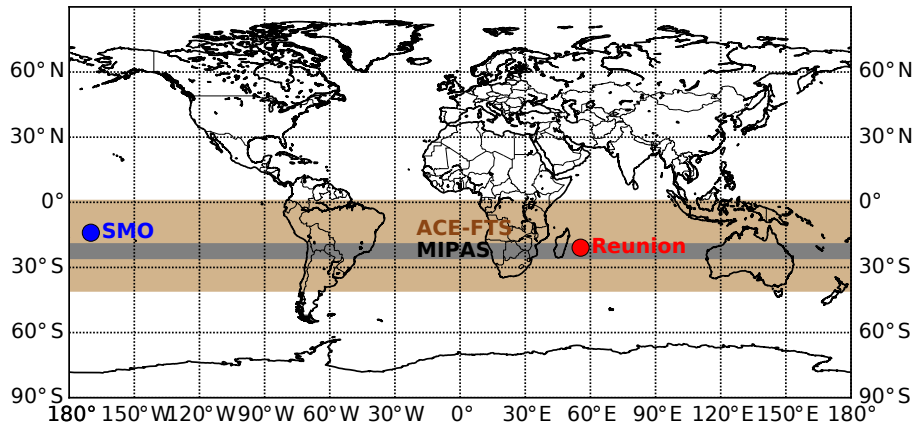 60°N 60°N
30°N 30°N
0° 0°
ACE-FTS
SMO
MIPAS Reunion
30°S 30°S
60°S 60°S
90°S 90°S
180° 150°W 120°W 90°W 60°W 30°W 0° 30°E 60°E 90°E 120°E 150°E 180°